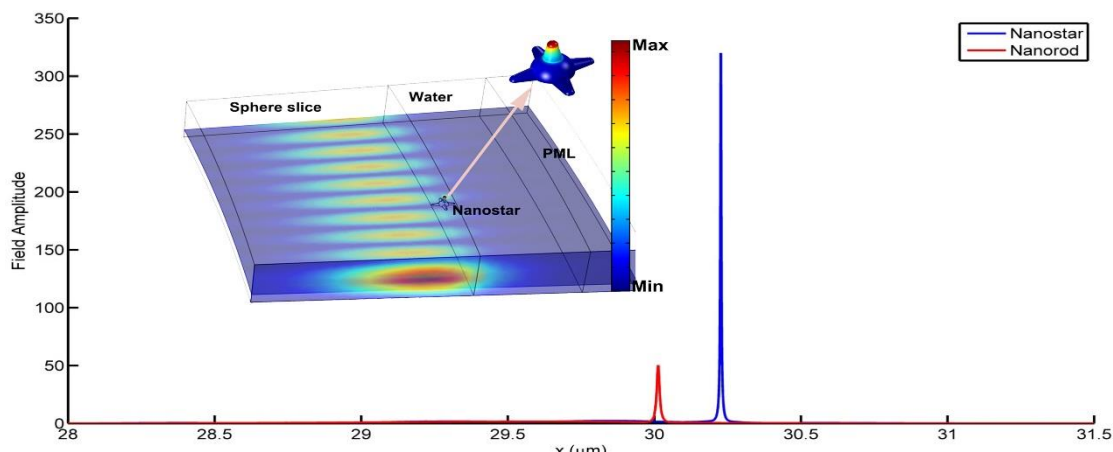 350
300
250
200
150
100
50
0
Field Amplitude
28
28.5
29
29.5
30
30.5
31
31.5
x (μm)
Nanostar
Nanorod
Max
Min
Sphere slice
Water
PML
Nanostar